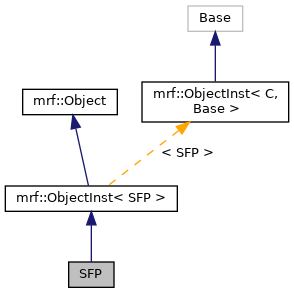 Base
mrf::ObjectInst< C,
Base >
mrf::Object
< SFP >
mrf::ObjectInst< SFP >
SFP